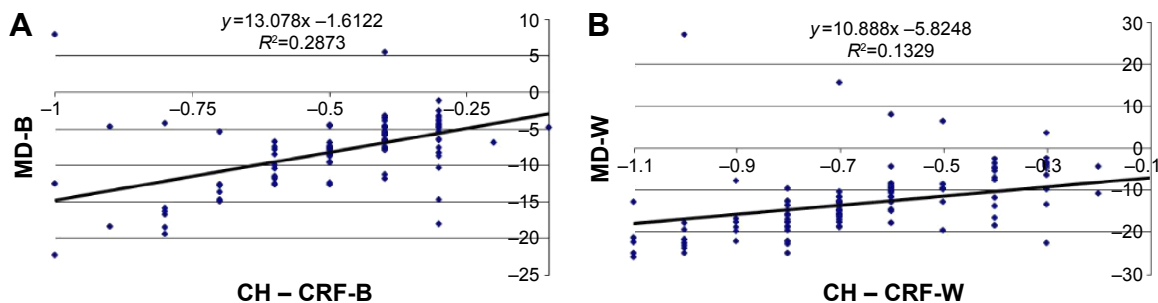 A
y=13.078x –1.6122
R²=0.2873
10
5
0
–5
–10
–15
–20
–25
–1
–0.75
–0.5
–0.25
MD-B
CH – CRF-B
B
y=10.888x –5.8248
R²=0.1329
30
20
10
0
–10
–20
–30
–1.1
–0.9
–0.7
–0.5
–0.3
–0.1
MD-W
CH – CRF-W